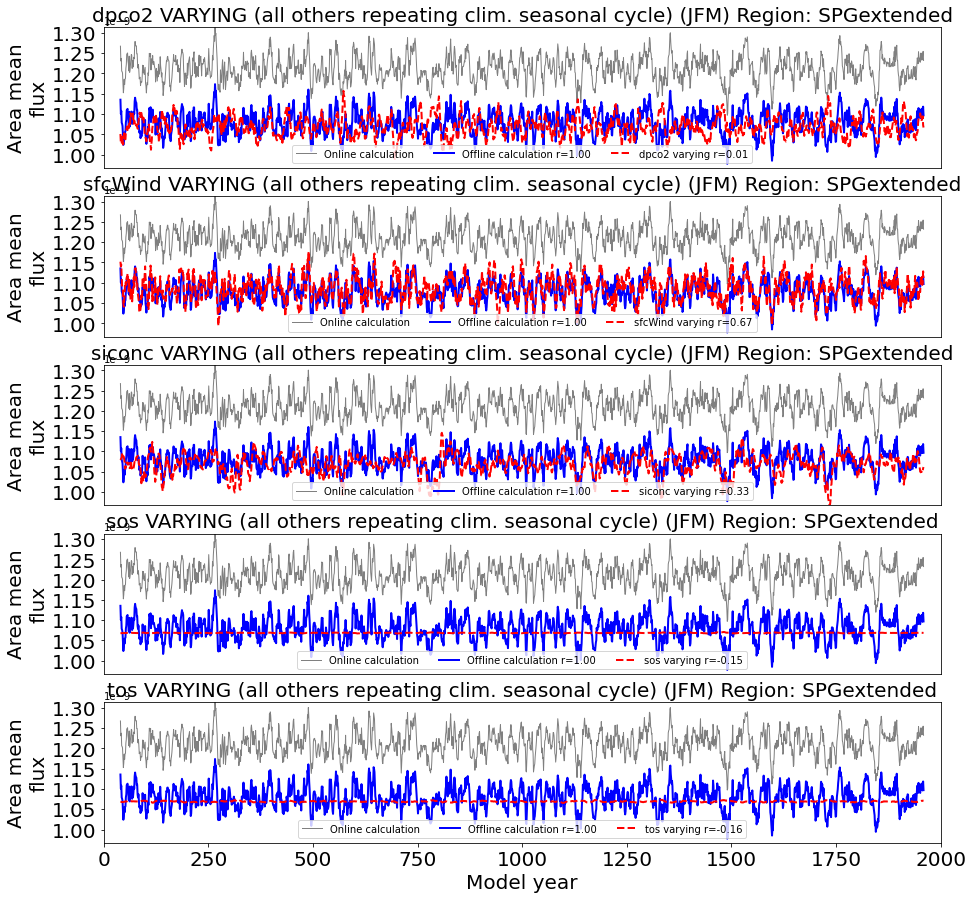 dpco2 VARYING (all others repeating clim. seasonal cycle) (JFM) Region: SPGextended
1e−9
1.30
1.25
1.20
1.15
1.10
1.05
1.00
Area mean
flux
Online calculation
Offline calculation r=1.00
dpco2 varying r=0.01
sfcWind VARYING (all others repeating clim. seasonal cycle) (JFM) Region: SPGextended
1e−9
1.30
1.25
1.20
1.15
1.10
1.05
1.00
Area mean
flux
Online calculation
Offline calculation r=1.00
sfcWind varying r=0.67
siconc VARYING (all others repeating clim. seasonal cycle) (JFM) Region: SPGextended
1e−9
1.30
1.25
1.20
1.15
1.10
1.05
1.00
Area mean
flux
Online calculation
Offline calculation r=1.00
siconc varying r=0.33
sos VARYING (all others repeating clim. seasonal cycle) (JFM) Region: SPGextended
1e−9
1.30
1.25
1.20
1.15
1.10
1.05
1.00
Area mean
flux
Online calculation
Offline calculation r=1.00
sos varying r=-0.15
tos VARYING (all others repeating clim. seasonal cycle) (JFM) Region: SPGextended
1e−9
1.30
1.25
1.20
1.15
1.10
1.05
1.00
Area mean
flux
Online calculation
Offline calculation r=1.00
tos varying r=-0.16
0 250 500 750 1000 1250 1500 1750 2000
Model year